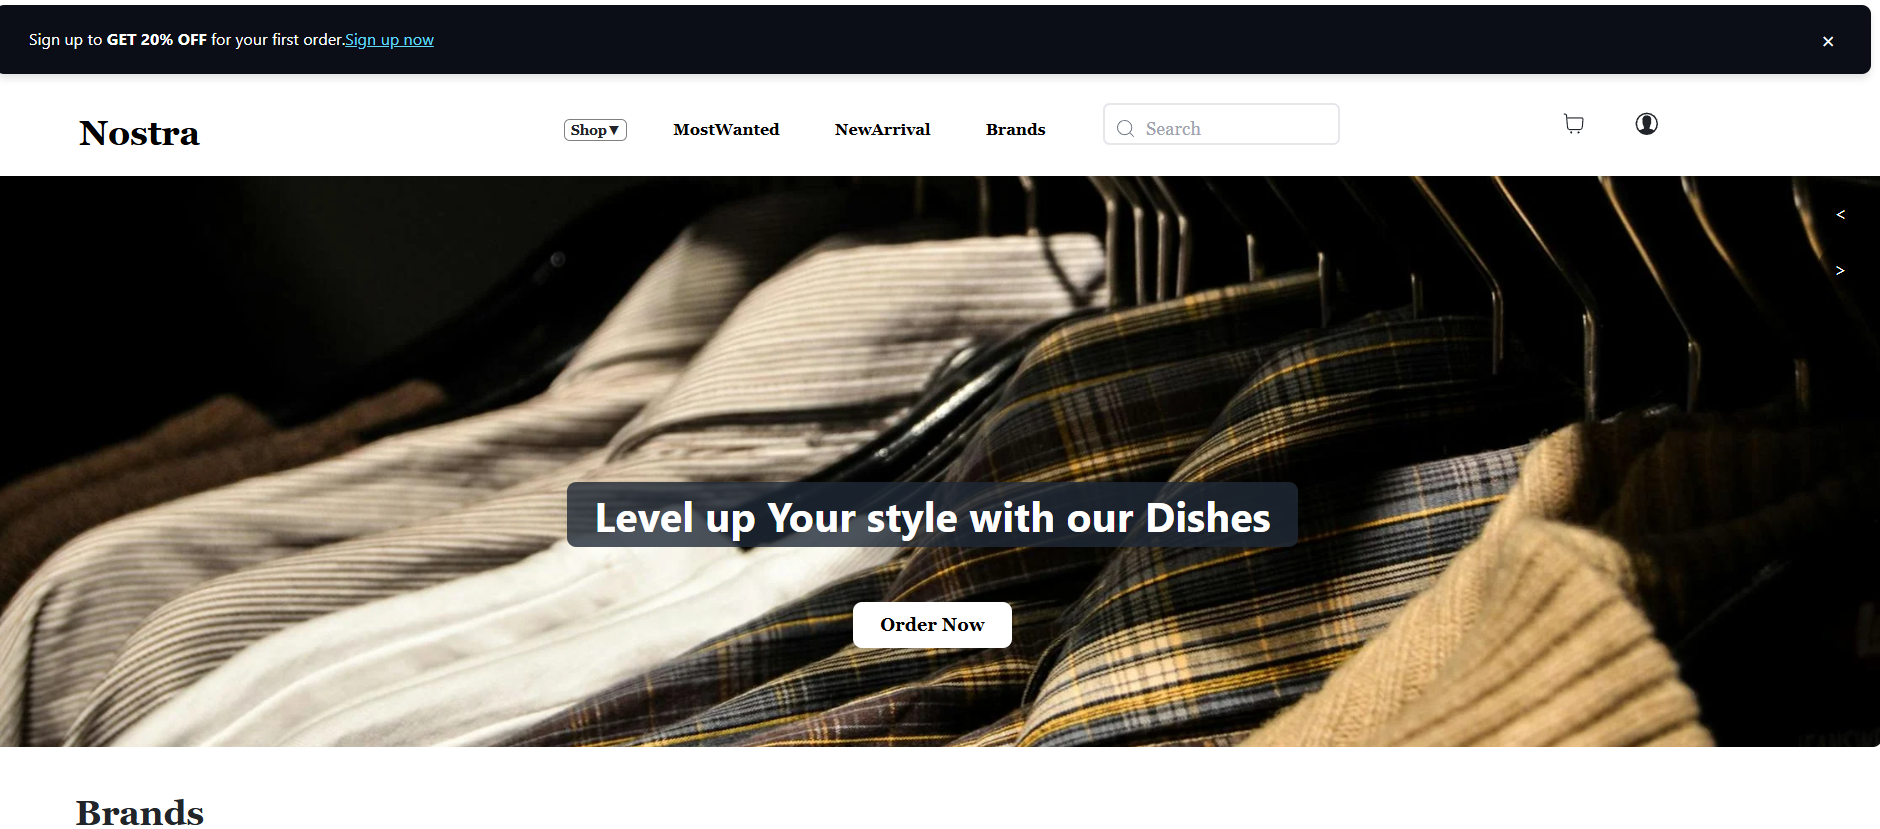 Sign up to GET 20% OFF for your first order.Sign up now
×
Nostra
Shop▼ MostWanted NewArrival Brands Search
<
>
Level up Your style with our Dishes
Order Now
Brands